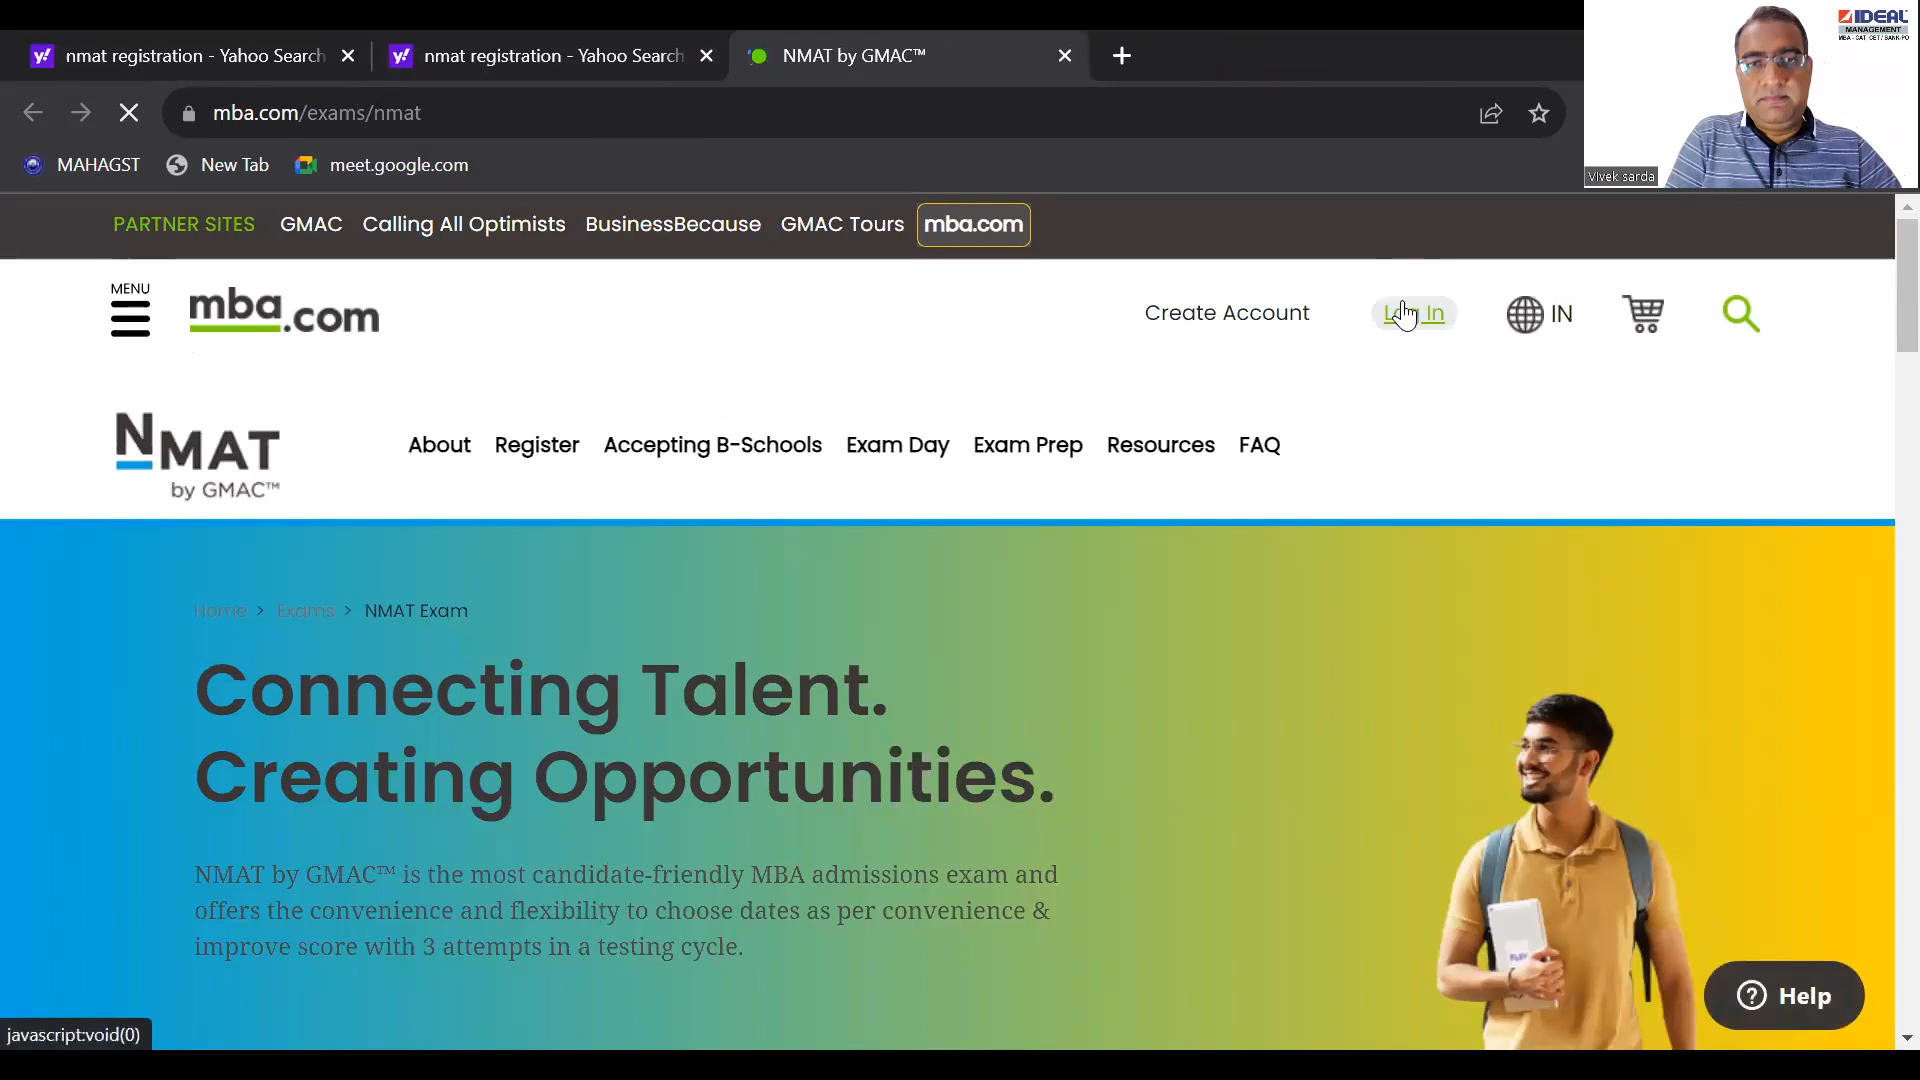 nmat registration - Yahoo Search
nmat registration - Yahoo Search
NMAT by GMAC™
mba.com/exams/nmat
MAHAGST
New Tab
meet.google.com
IDEAL
MANAGEMENT
MBA - CAT. CET / BANK-PO
Vivek sarda
PARTNER SITES
GMAC
Calling All Optimists
BusinessBecause
GMAC Tours
mba.com
MENU
mba.com
Create Account
Log In
IN
NMAT
by GMAC™
About
Register
Accepting B-Schools
Exam Day
Exam Prep
Resources
FAQ
Home > Exams > NMAT Exam
Connecting Talent.
Creating Opportunities.
NMAT by GMAC™ is the most candidate-friendly MBA admissions exam and
offers the convenience and flexibility to choose dates as per convenience &
improve score with 3 attempts in a testing cycle.
Help
javascript:void(0)